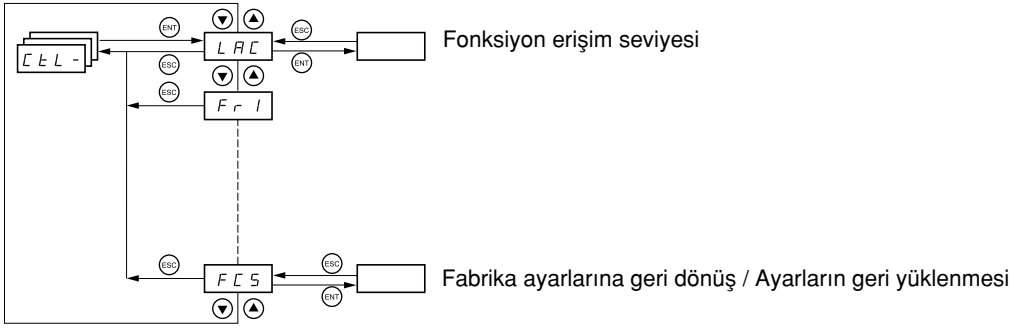 ENT
ESC
CtL -
LAC
ESC
ENT
Fonksiyon erişim seviyesi
ESC
Fr1
ESC
FCS
ESC
ENT
Fabrika ayarlarına geri dönüş / Ayarların geri yüklenmesi